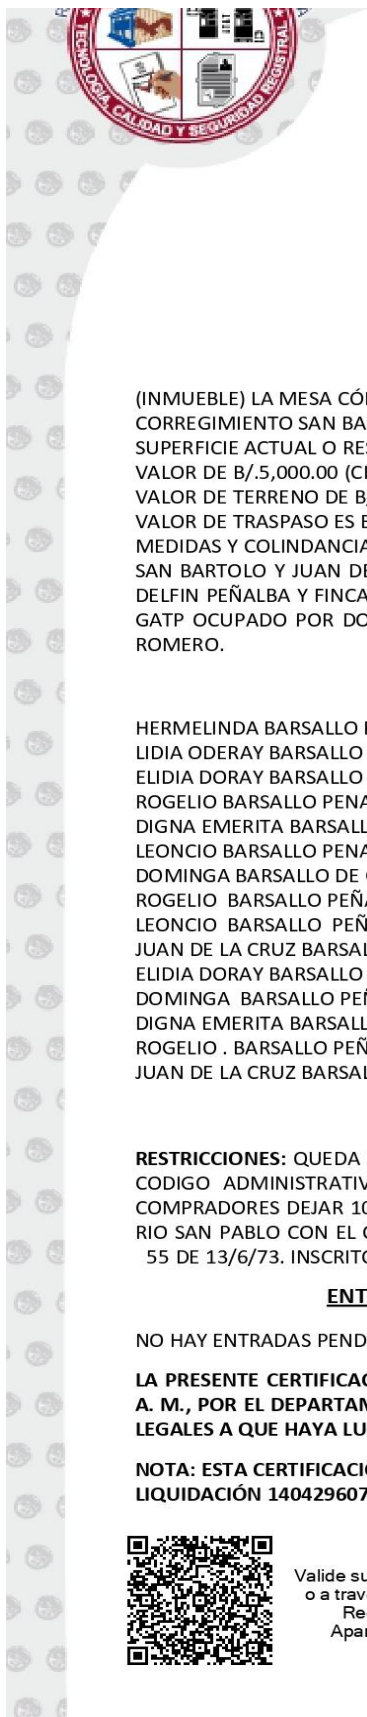 TECNOLOGIA, CALIDAD Y SEGURIDAD REGISTRAL
(INMUEBLE) LA MESA CÓ
CORREGIMIENTO SAN BA
SUPERFICIE ACTUAL O RES
VALOR DE B/.5,000.00 (CI
VALOR DE TERRENO DE B
VALOR DE TRASPASO ES
MEDIDAS Y COLINDANCIA
SAN BARTOLO Y JUAN DE
DELFIN PEÑALBA Y FINCA
GATP OCUPADO POR DO
ROMERO.
HERMELINDA BARSALLO
LIDIA ODERAY BARSALLO
ELIDIA DORAY BARSALLO
ROGELIO BARSALLO PENA
DIGNA EMERITA BARSALL
LEONCIO BARSALLO PENA
DOMINGA BARSALLO DE
ROGELIO BARSALLO PEÑA
LEONCIO BARSALLO PEÑ
JUAN DE LA CRUZ BARSAL
ELIDIA DORAY BARSALLO
DOMINGA BARSALLO PEÑ
DIGNA EMERITA BARSALL
ROGELIO . BARSALLO PEÑ
JUAN DE LA CRUZ BARSAL
RESTRICCIONES: QUEDA
CODIGO ADMINISTRATIV
COMPRADORES DEJAR 10
RIO SAN PABLO CON EL
55 DE 13/6/73. INSCRITO
ENT
NO HAY ENTRADAS PEND
LA PRESENTE CERTIFICAC
A. M., POR EL DEPARTAM
LEGALES A QUE HAYA LU
NOTA: ESTA CERTIFICACI
LIQUIDACIÓN 140429607
Valide su
o a trav
Re
Apar